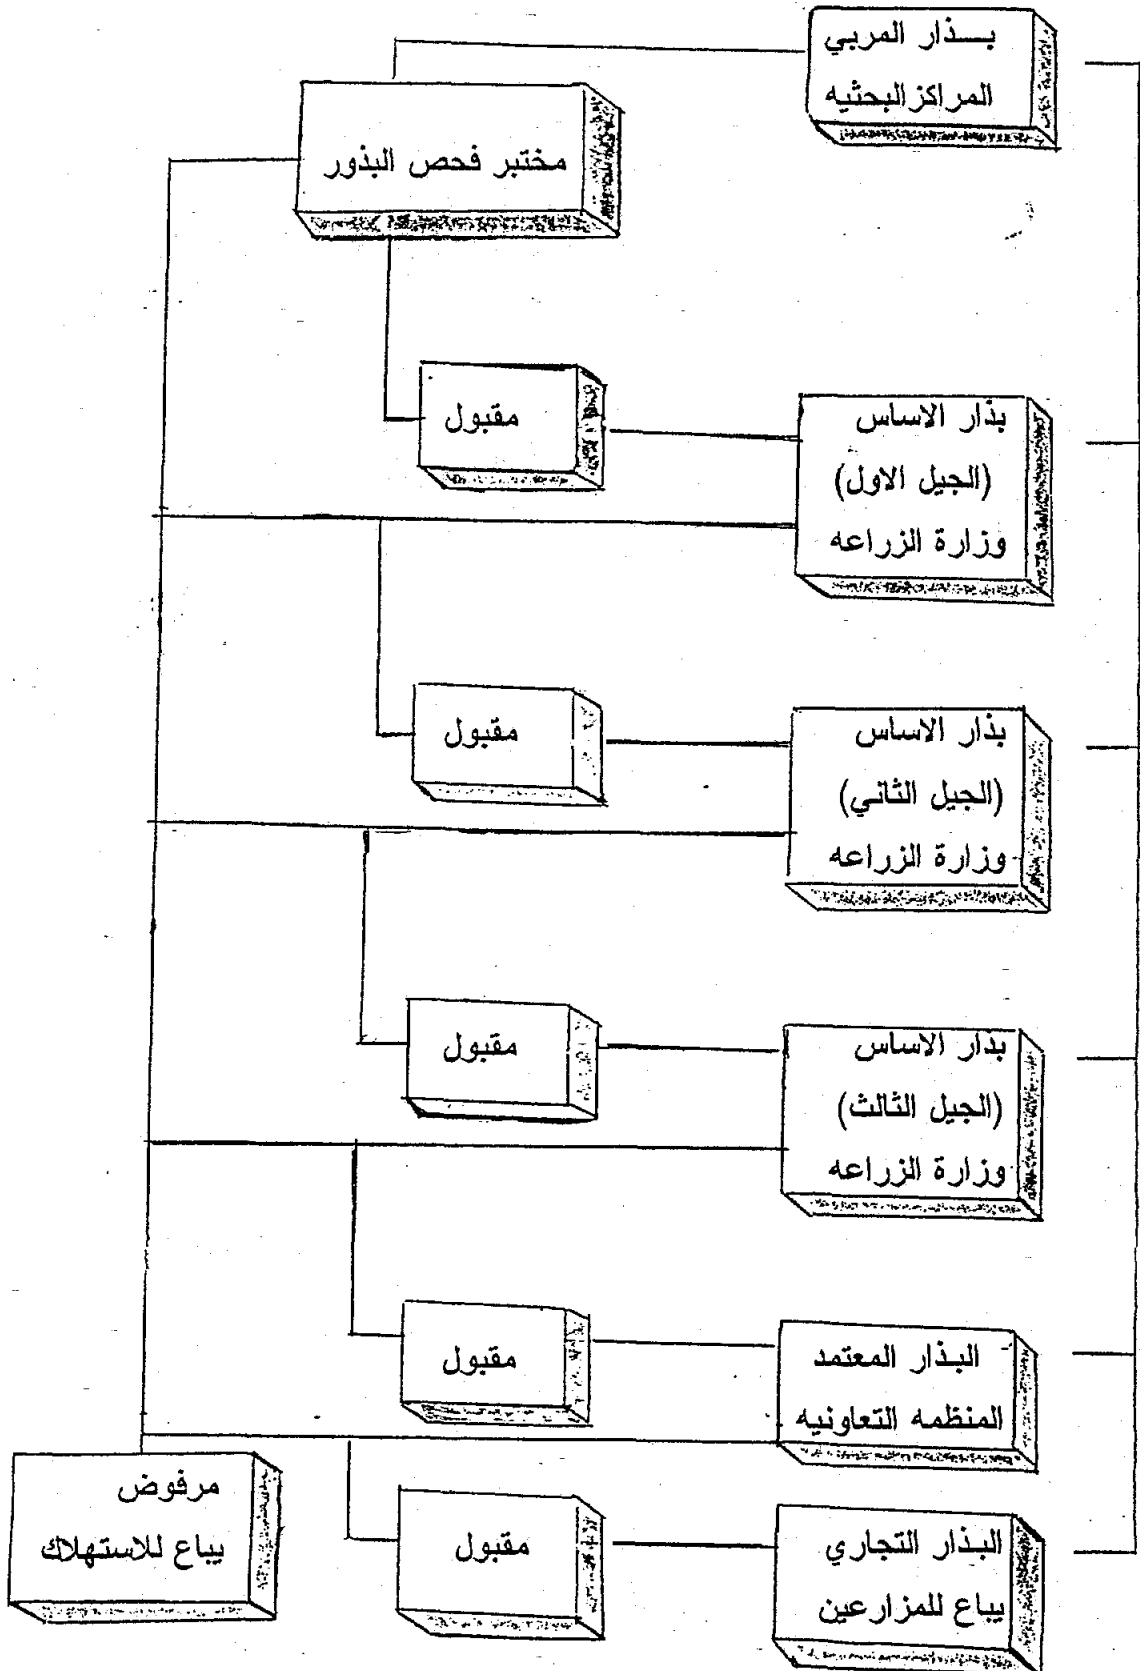 بـــذار المربي
المراكز البحثيه
مختبر فحص البذور
مقبول
بذار الاساس
(الجيل الاول)
وزارة الزراعه
مقبول
بذار الاساس
(الجيل الثاني)
وزارة الزراعه
مقبول
بذار الاساس
(الجيل الثالث)
وزارة الزراعه
مقبول
البذار المعتمد
المنظمه التعاونيه
البذار التجاري
يباع للمزارعين
مقبول
مرفوض
يباع للاستهلاك